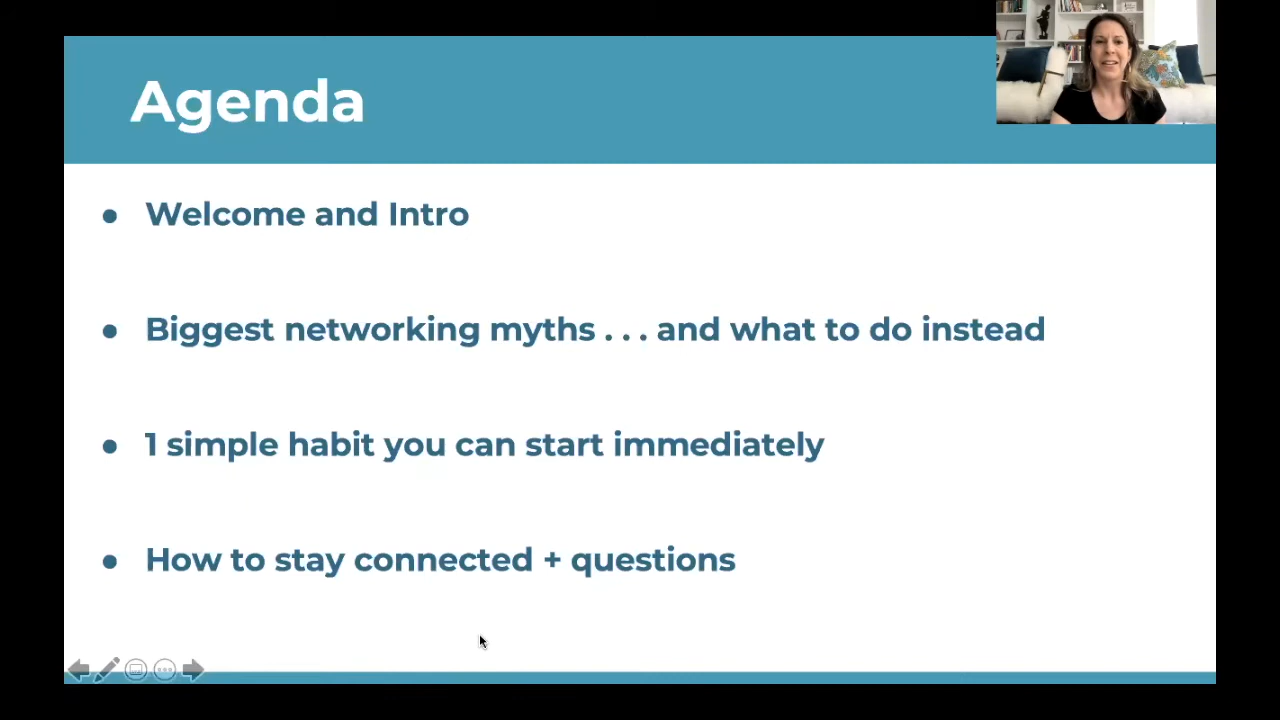 Agenda
● Welcome and Intro
● Biggest networking myths . . . and what to do instead
● 1 simple habit you can start immediately
● How to stay connected + questions